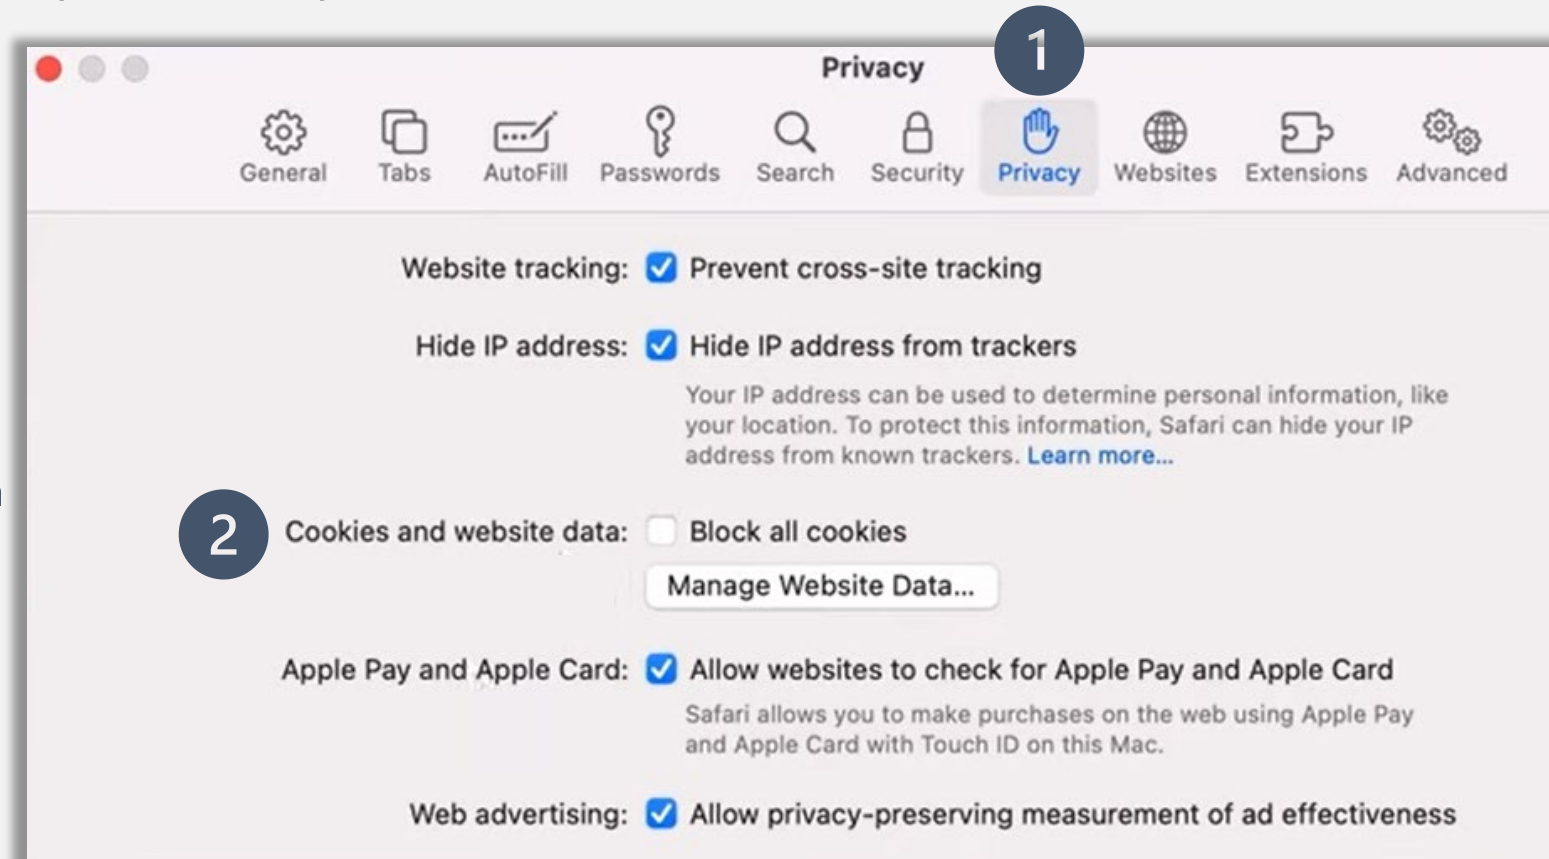 1
Privacy
General Tabs AutoFill Passwords Search Security Privacy Websites Extensions Advanced
Website tracking: Prevent cross-site tracking
Hide IP address: Hide IP address from trackers
Your IP address can be used to determine personal information, like
your location. To protect this information, Safari can hide your IP
address from known trackers. Learn more...
2
Cookies and website data: Block all cookies
Manage Website Data...
Apple Pay and Apple Card: Allow websites to check for Apple Pay and Apple Card
Safari allows you to make purchases on the web using Apple Pay
and Apple Card with Touch ID on this Mac.
Web advertising: Allow privacy-preserving measurement of ad effectiveness